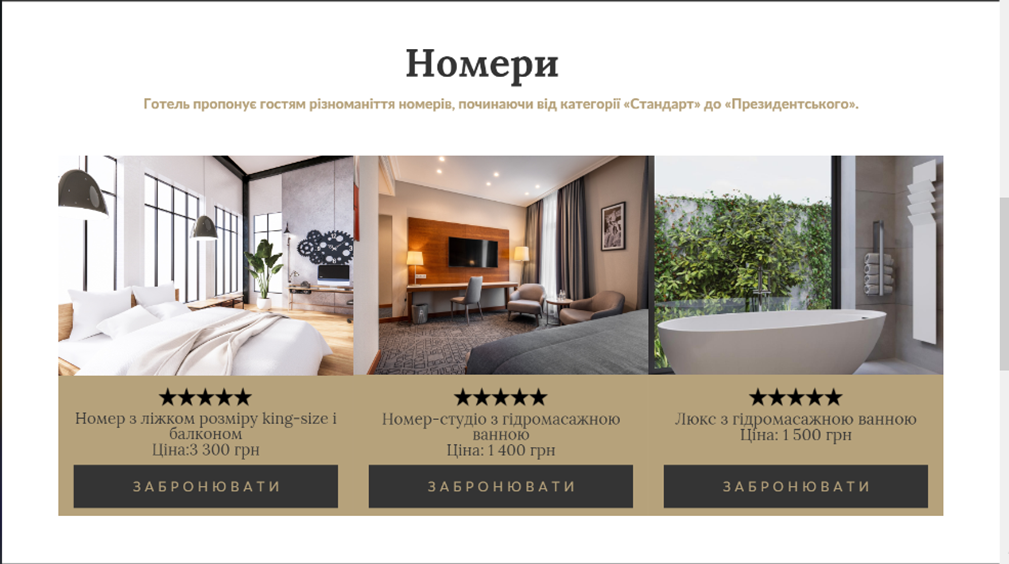 Номери
Готель пропонує гостям різноманіття номерів, починаючи від категорії «Стандарт» до «Президентського».
★★★★★
Номер з ліжком розміру king-size і
балконом
Ціна:3 300 грн
ЗАБРОНЮВАТИ
★★★★★
Номер-студіо з гідромасажною
ванною
Ціна: 1 400 грн
ЗАБРОНЮВАТИ
★★★★★
Люкс з гідромасажною ванною
Ціна: 1 500 грн
ЗАБРОНЮВАТИ